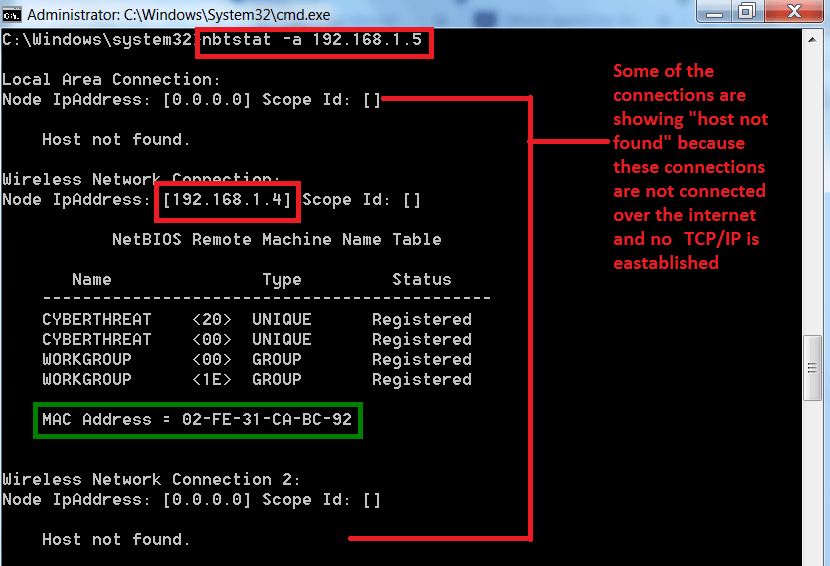 Administrator: C:\Windows\System32\cmd.exe
C:\Windows\system32>nbtstat -a 192.168.1.5
Local Area Connection:
Node IpAddress: [0.0.0.0] Scope Id: []
Host not found.
Wireless Network Connection:
Node IpAddress: [192.168.1.4] Scope Id: []
NetBIOS Remote Machine Name Table
Name Type Status
---------------------------------------------
CYBERTHREAT <20> UNIQUE Registered
CYBERTHREAT <00> UNIQUE Registered
WORKGROUP <00> GROUP Registered
WORKGROUP <1E> GROUP Registered
MAC Address = 02-FE-31-CA-BC-92
Wireless Network Connection 2:
Node IpAddress: [0.0.0.0] Scope Id: []
Host not found.
Some of the
connections are
showing "host not
found" because
these connections
are not connected
over the internet
and no TCP/IP is
eastablished